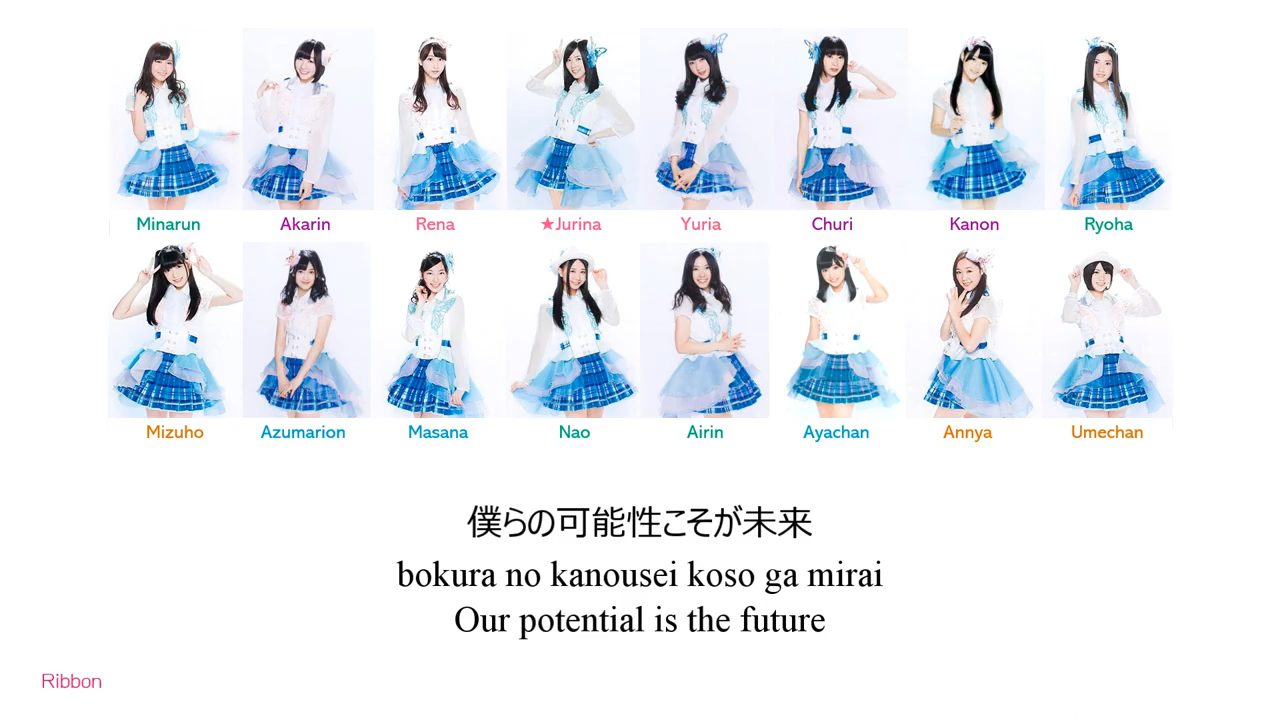 Minarun Akarin Rena ★Jurina Yuria Churi Kanon Ryoha
Mizuho Azumarion Masana Nao Airin Ayachan Annya Umechan
僕らの可能性こそが未来
bokura no kanousei koso ga mirai
Our potential is the future
Ribbon